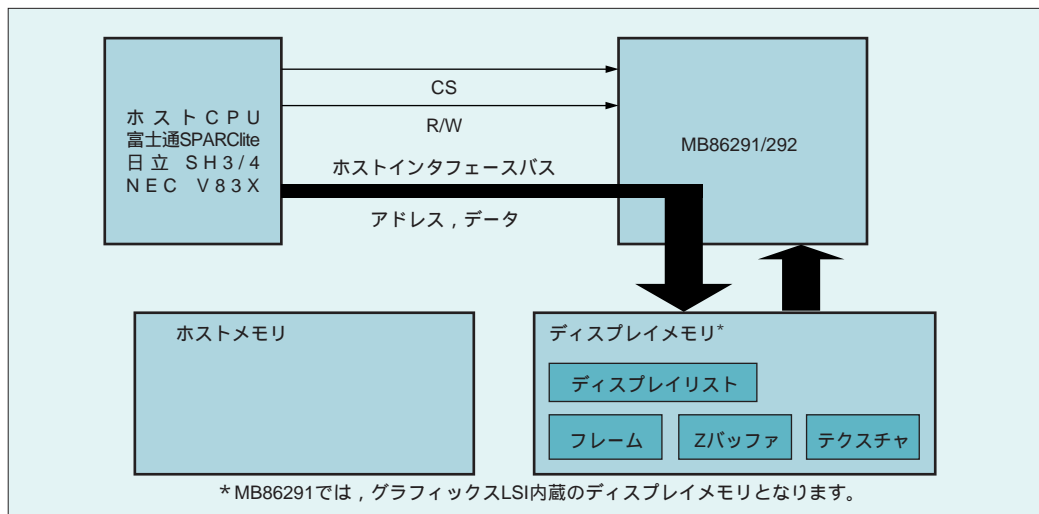 ホストCPU
富士通SPARClite
日立 SH3/4
NEC V83X
CS
R/W
ホストインタフェースバス
アドレス,データ
MB86291/292
ホストメモリ
ディスプレイメモリ*
ディスプレイリスト
フレーム
Zバッファ
テクスチャ
*MB86291では,グラフィックスLSI内蔵のディスプレイメモリとなります。